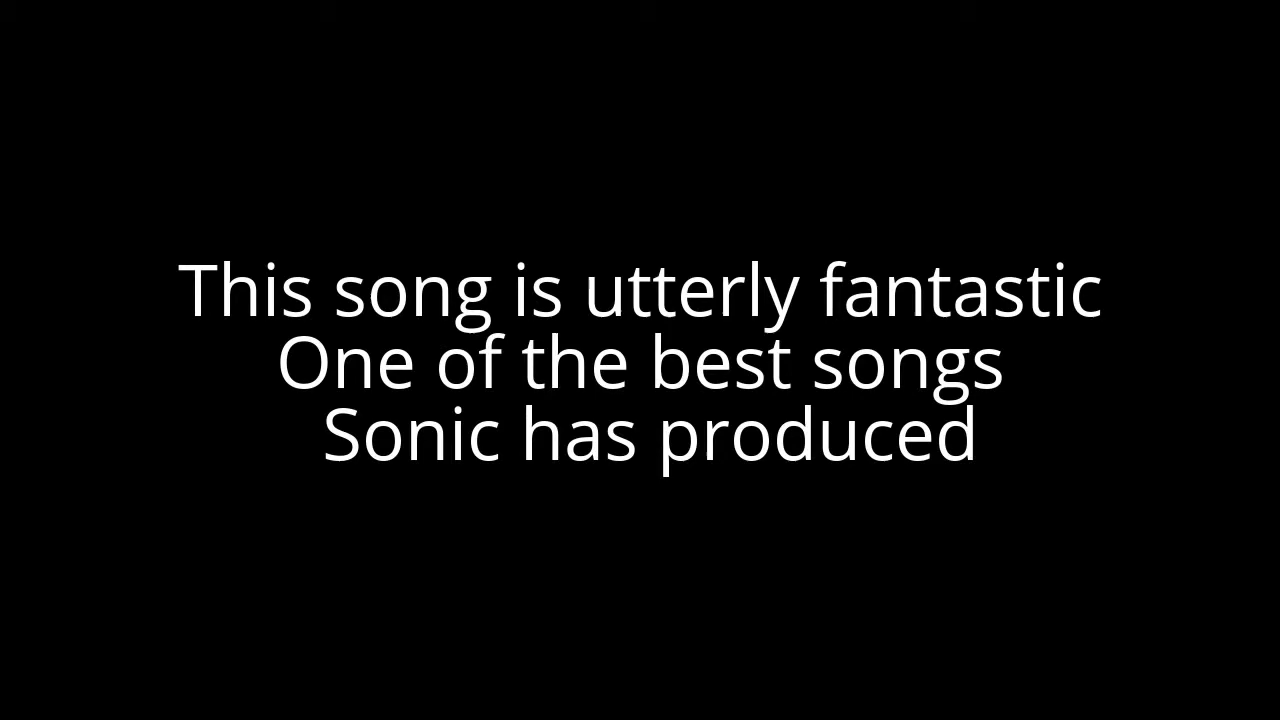 This song is utterly fantastic
One of the best songs
Sonic has produced